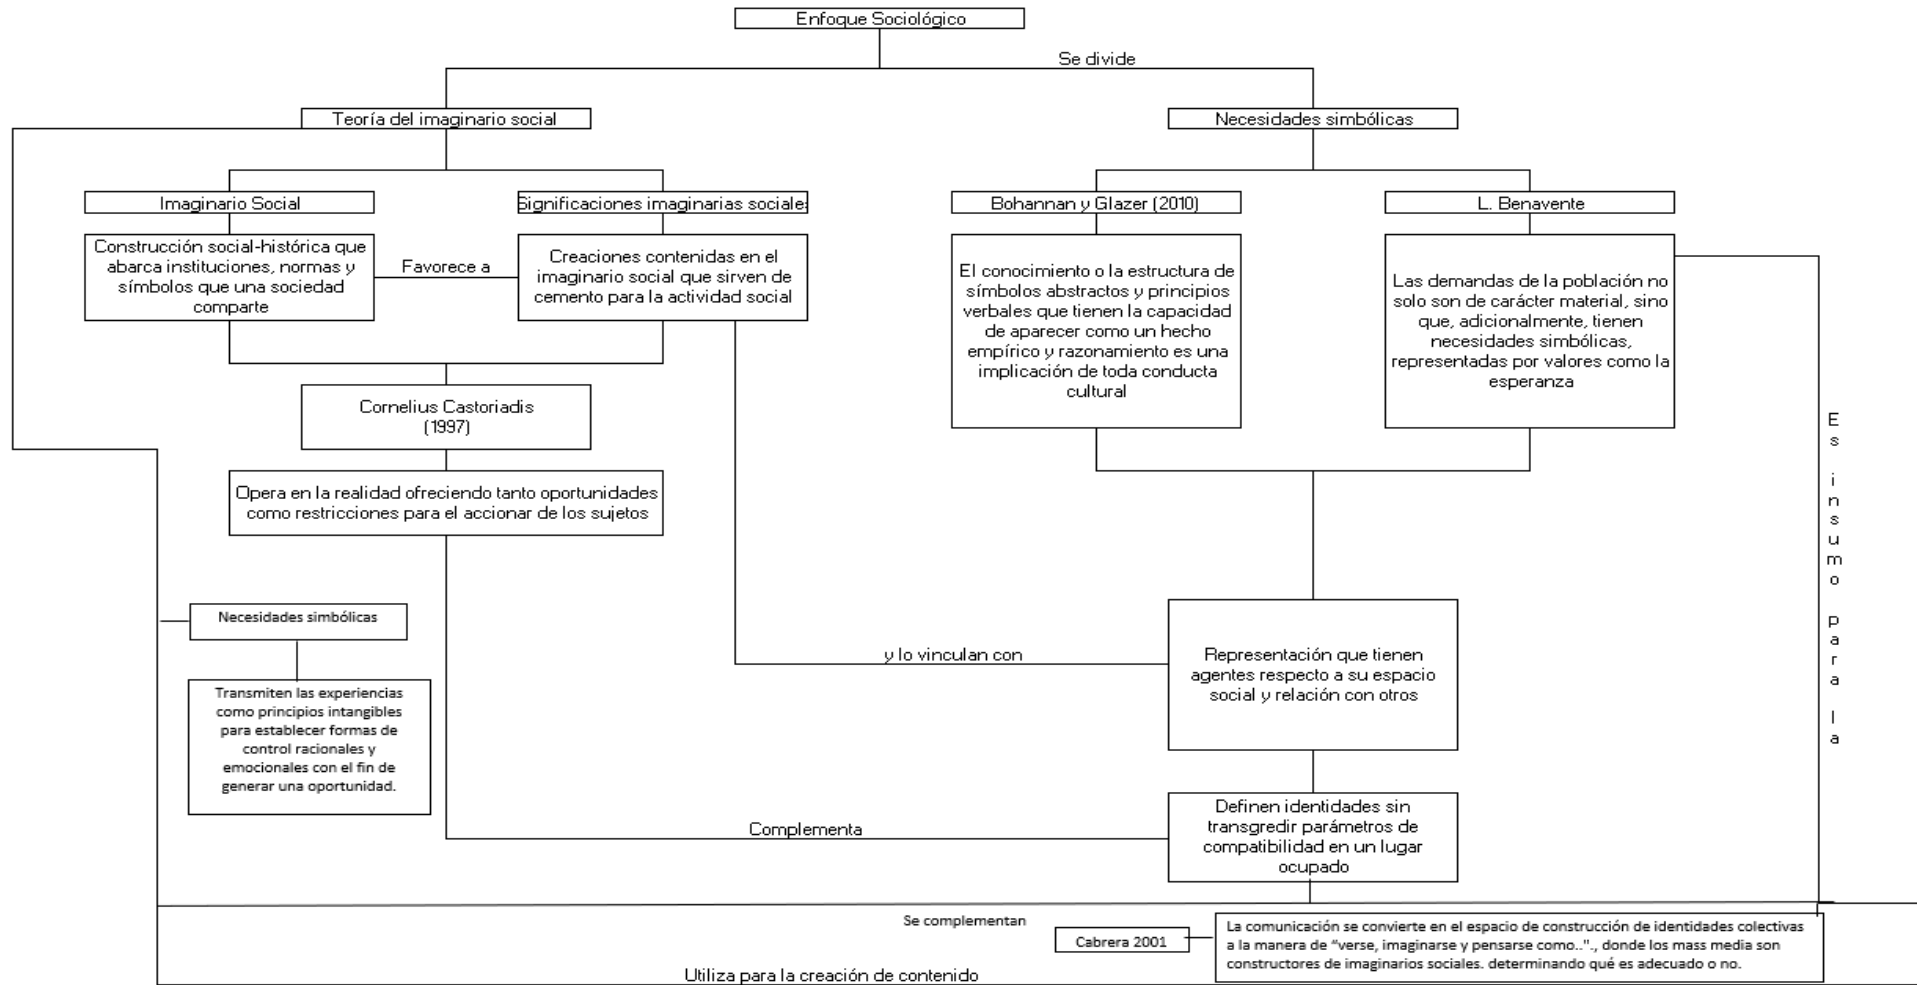 Enfoque Sociológico
Se divide
Teoría del imaginario social
Necesidades simbólicas
Imaginario Social
Significaciones imaginarias sociales
Bohannan y Glazer (2010)
L. Benavente
Construcción social-histórica que
abarca instituciones, normas y
símbolos que una sociedad
comparte
Favorece a
Creaciones contenidas en el
imaginario social que sirven de
cemento para la actividad social
El conocimiento o la estructura de
símbolos abstractos y principios
verbales que tienen la capacidad
de aparecer como un hecho
empírico y razonamiento es una
implicación de toda conducta
cultural
Las demandas de la población no
solo son de carácter material, sino
que, adicionalmente, tienen
necesidades simbólicas,
representadas por valores como la
esperanza
Cornelius Castoriadis
(1997)
Opera en la realidad ofreciendo tanto oportunidades
como restricciones para el accionar de los sujetos
Es insumo para la
Necesidades simbólicas
Transmiten las experiencias
como principios intangibles
para establecer formas de
control racionales y
emocionales con el fin de
generar una oportunidad.
y lo vinculan con
Representación que tienen
agentes respecto a su espacio
social y relación con otros
Complementa
Definen identidades sin
transgredir parámetros de
compatibilidad en un lugar
ocupado
Se complementan
Cabrera 2001
La comunicación se convierte en el espacio de construcción de identidades colectivas
a la manera de “verse, imaginarse y pensarse como..”., donde los mass media son
constructores de imaginarios sociales. determinando qué es adecuado o no.
Utiliza para la creación de contenido